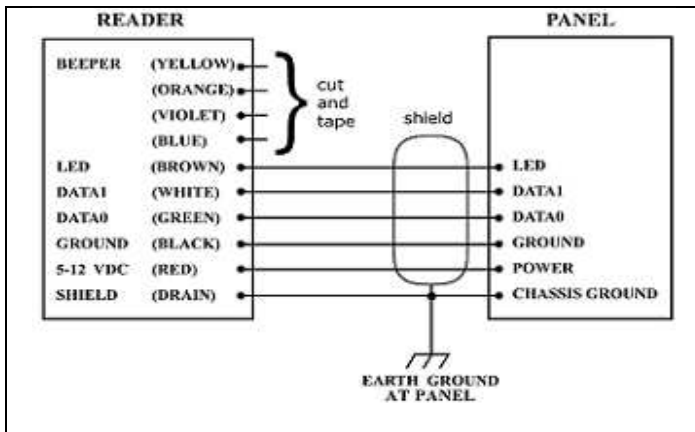 READER PANEL
BEEPER (YELLOW)
(ORANGE)
(VIOLET)
(BLUE)
cut
and
tape
shield
LED (BROWN) LED
DATA1 (WHITE) DATA1
DATA0 (GREEN) DATA0
GROUND (BLACK) GROUND
5-12 VDC (RED) POWER
SHIELD (DRAIN) CHASSIS GROUND
EARTH GROUND
AT PANEL